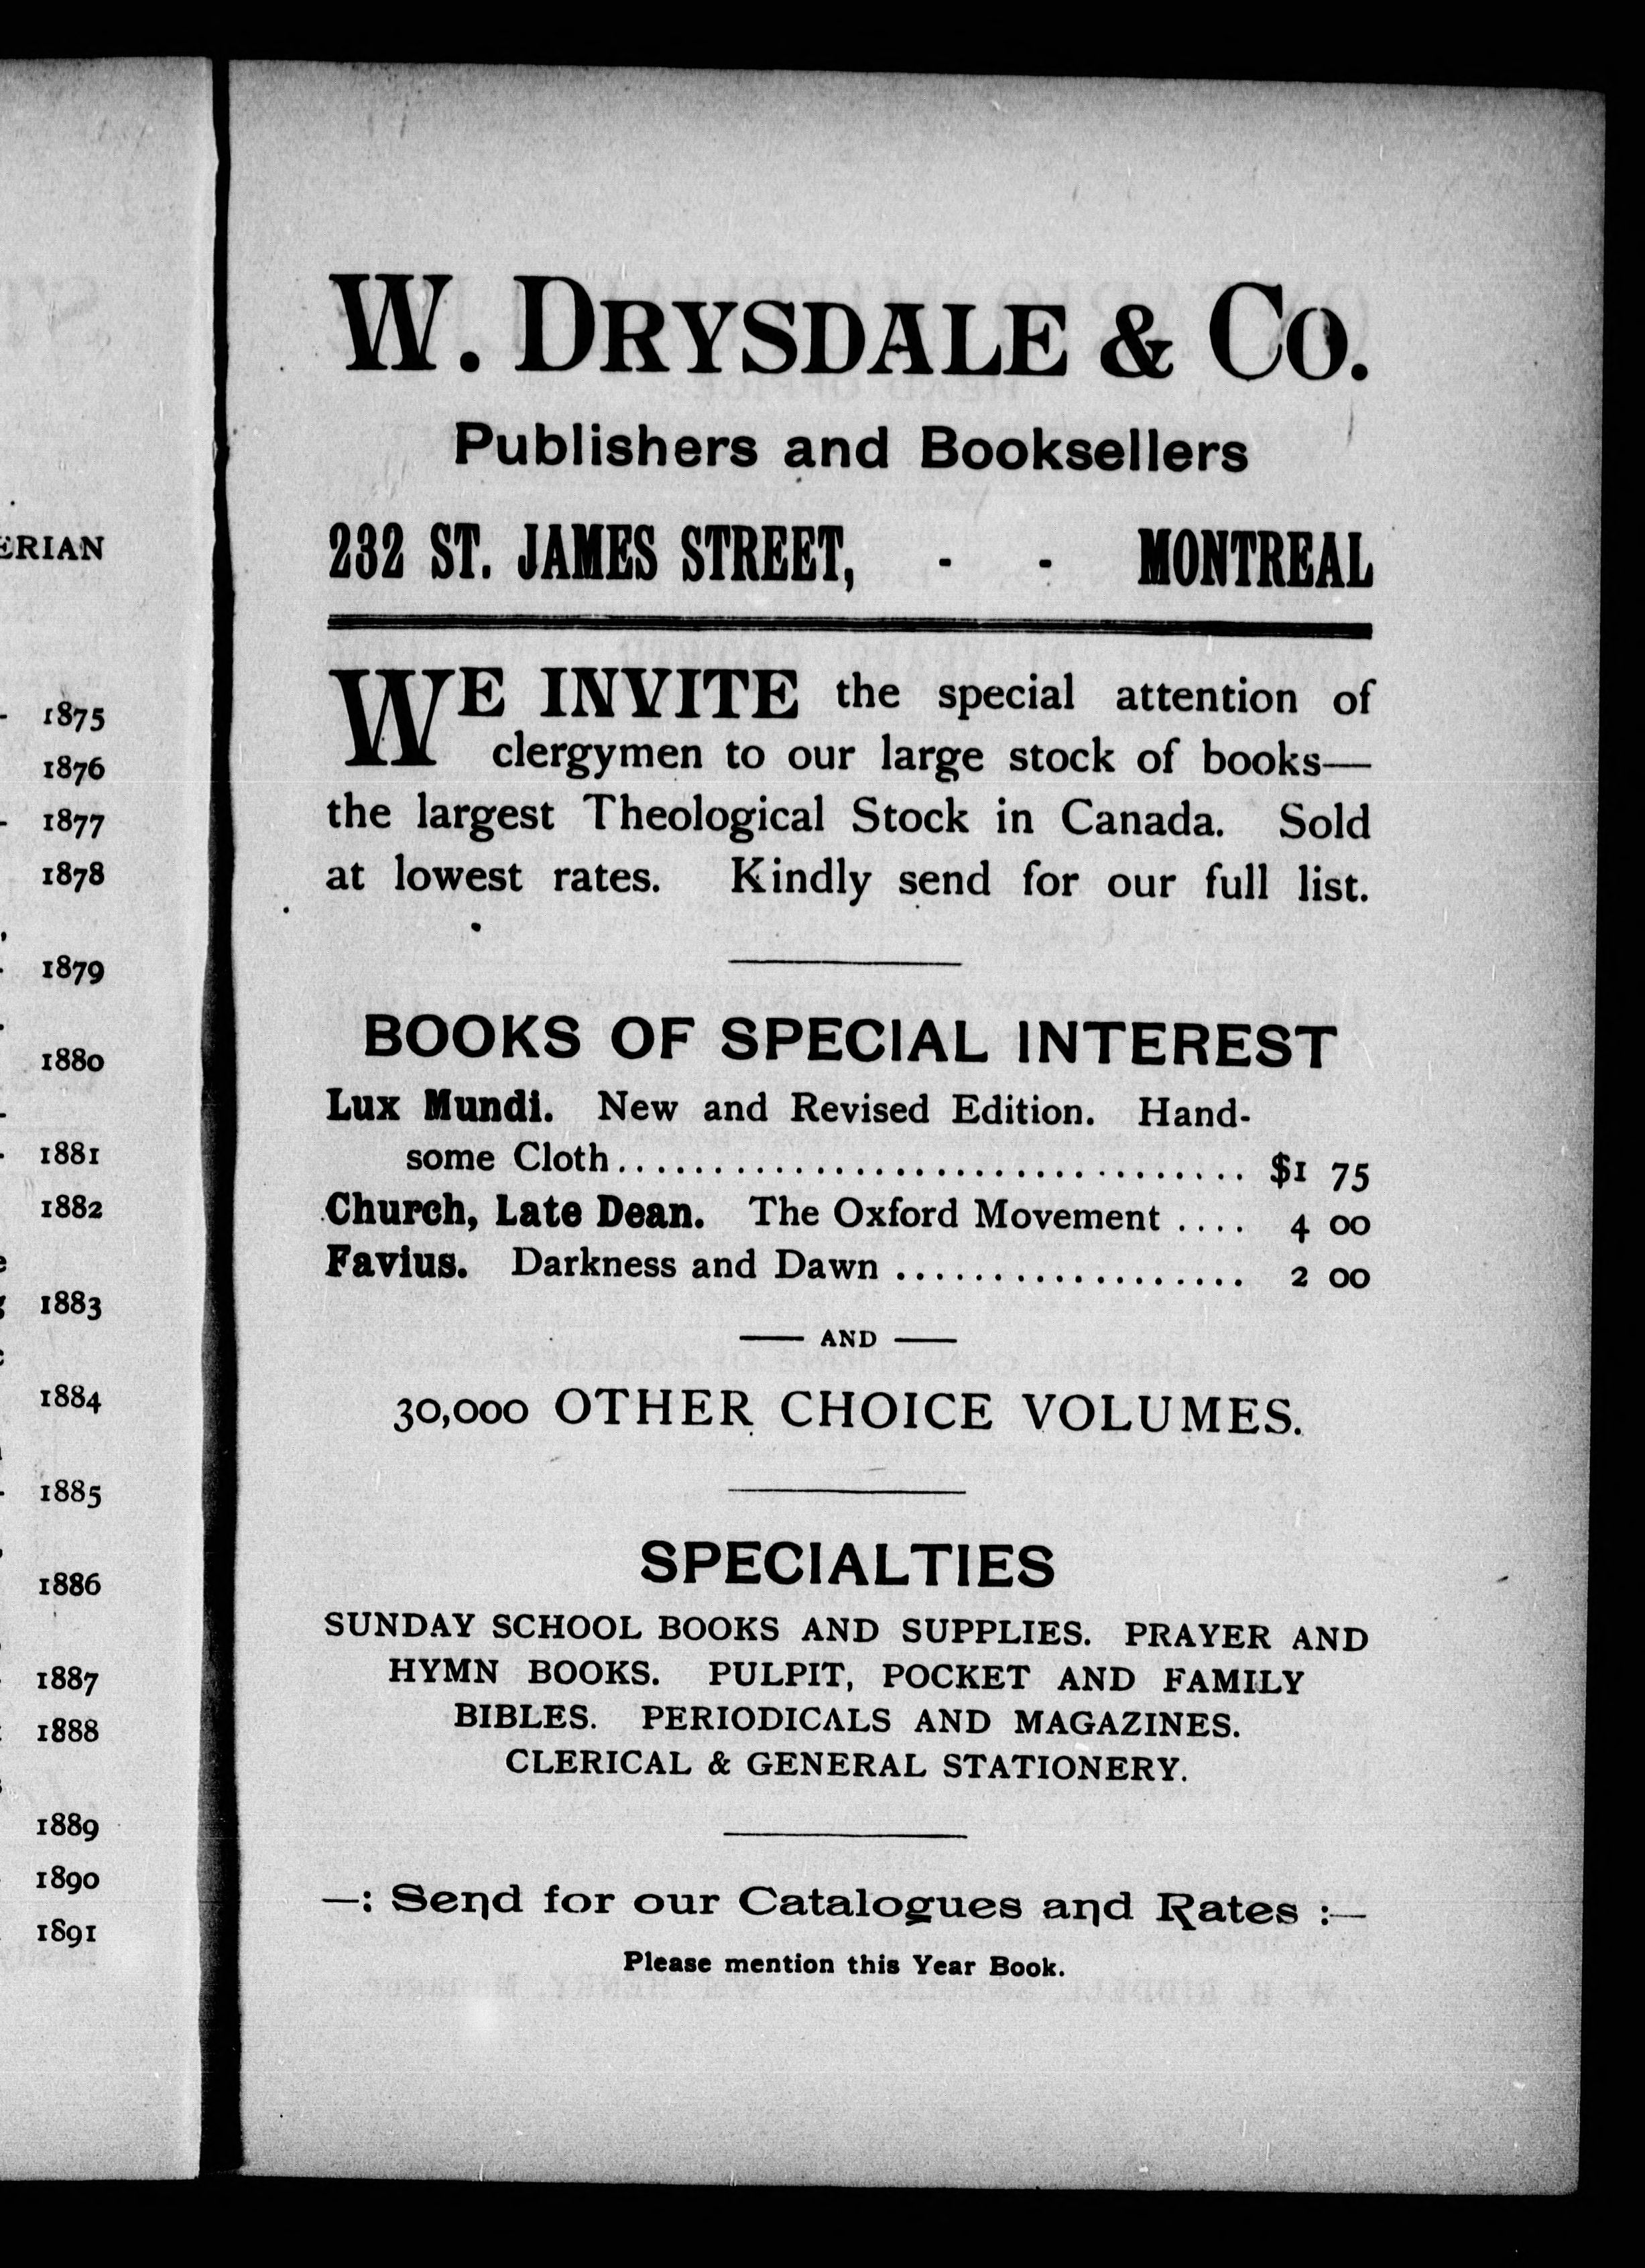 ERIAN
- 1875
1876
- 1877
1878
1879
1880
1881
1882
1883
1884
1885
1886
1887
1888
1889
1890
1891
W. DRYSDALE & CO.
Publishers and Booksellers
232 ST. JAMES STREET, - - MONTREAL
WE INVITE the special attention of
clergymen to our large stock of books—
the largest Theological Stock in Canada. Sold
at lowest rates. Kindly send for our full list.
BOOKS OF SPECIAL INTEREST
Lux Mundi. New and Revised Edition. Hand-
some Cloth.................................. $1 75
Church, Late Dean. The Oxford Movement .... 4 00
Favius. Darkness and Dawn ................... 2 00
—— AND ——
30,000 OTHER CHOICE VOLUMES.
SPECIALTIES
SUNDAY SCHOOL BOOKS AND SUPPLIES. PRAYER AND
HYMN BOOKS. PULPIT, POCKET AND FAMILY
BIBLES. PERIODICALS AND MAGAZINES.
CLERICAL & GENERAL STATIONERY.
—: Send for our Catalogues and Rates :—
Please mention this Year Book.